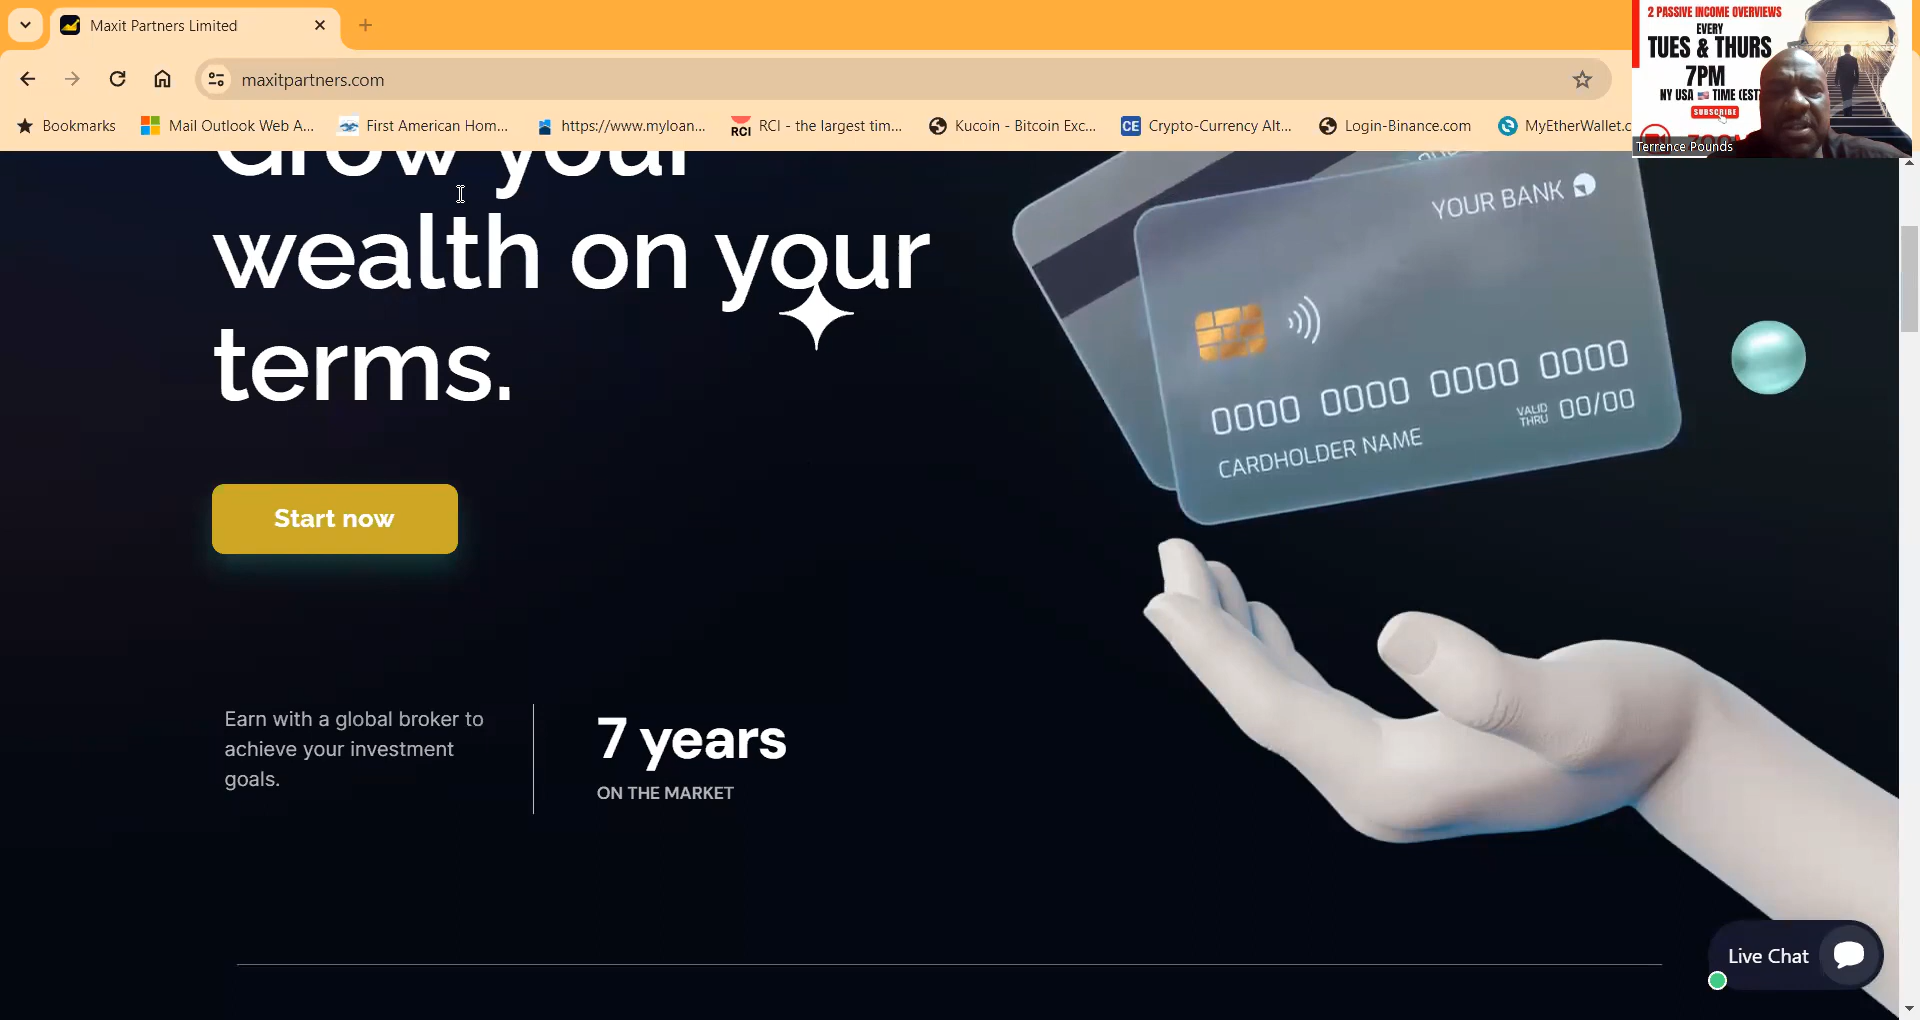 Maxit Partners Limited
maxitpartners.com
Bookmarks
Mail Outlook Web A...
First American Hom...
https://www.myloan...
RCI
RCI - the largest tim...
Kucoin - Bitcoin Exc...
CE
Crypto-Currency Alt...
Login-Binance.com
MyEtherWallet.c
2 PASSIVE INCOME OVERVIEWS
EVERY
TUES & THURS
7PM
NY USA TIME (EST
SUBSCRIBE
Terrence Pounds
Grow your
wealth on your
terms.
Start now
Earn with a global broker to
achieve your investment
goals.
7 years
ON THE MARKET
YOUR BANK
0000 0000 0000 0000
VALID
THRU 00/00
CARDHOLDER NAME
Live Chat